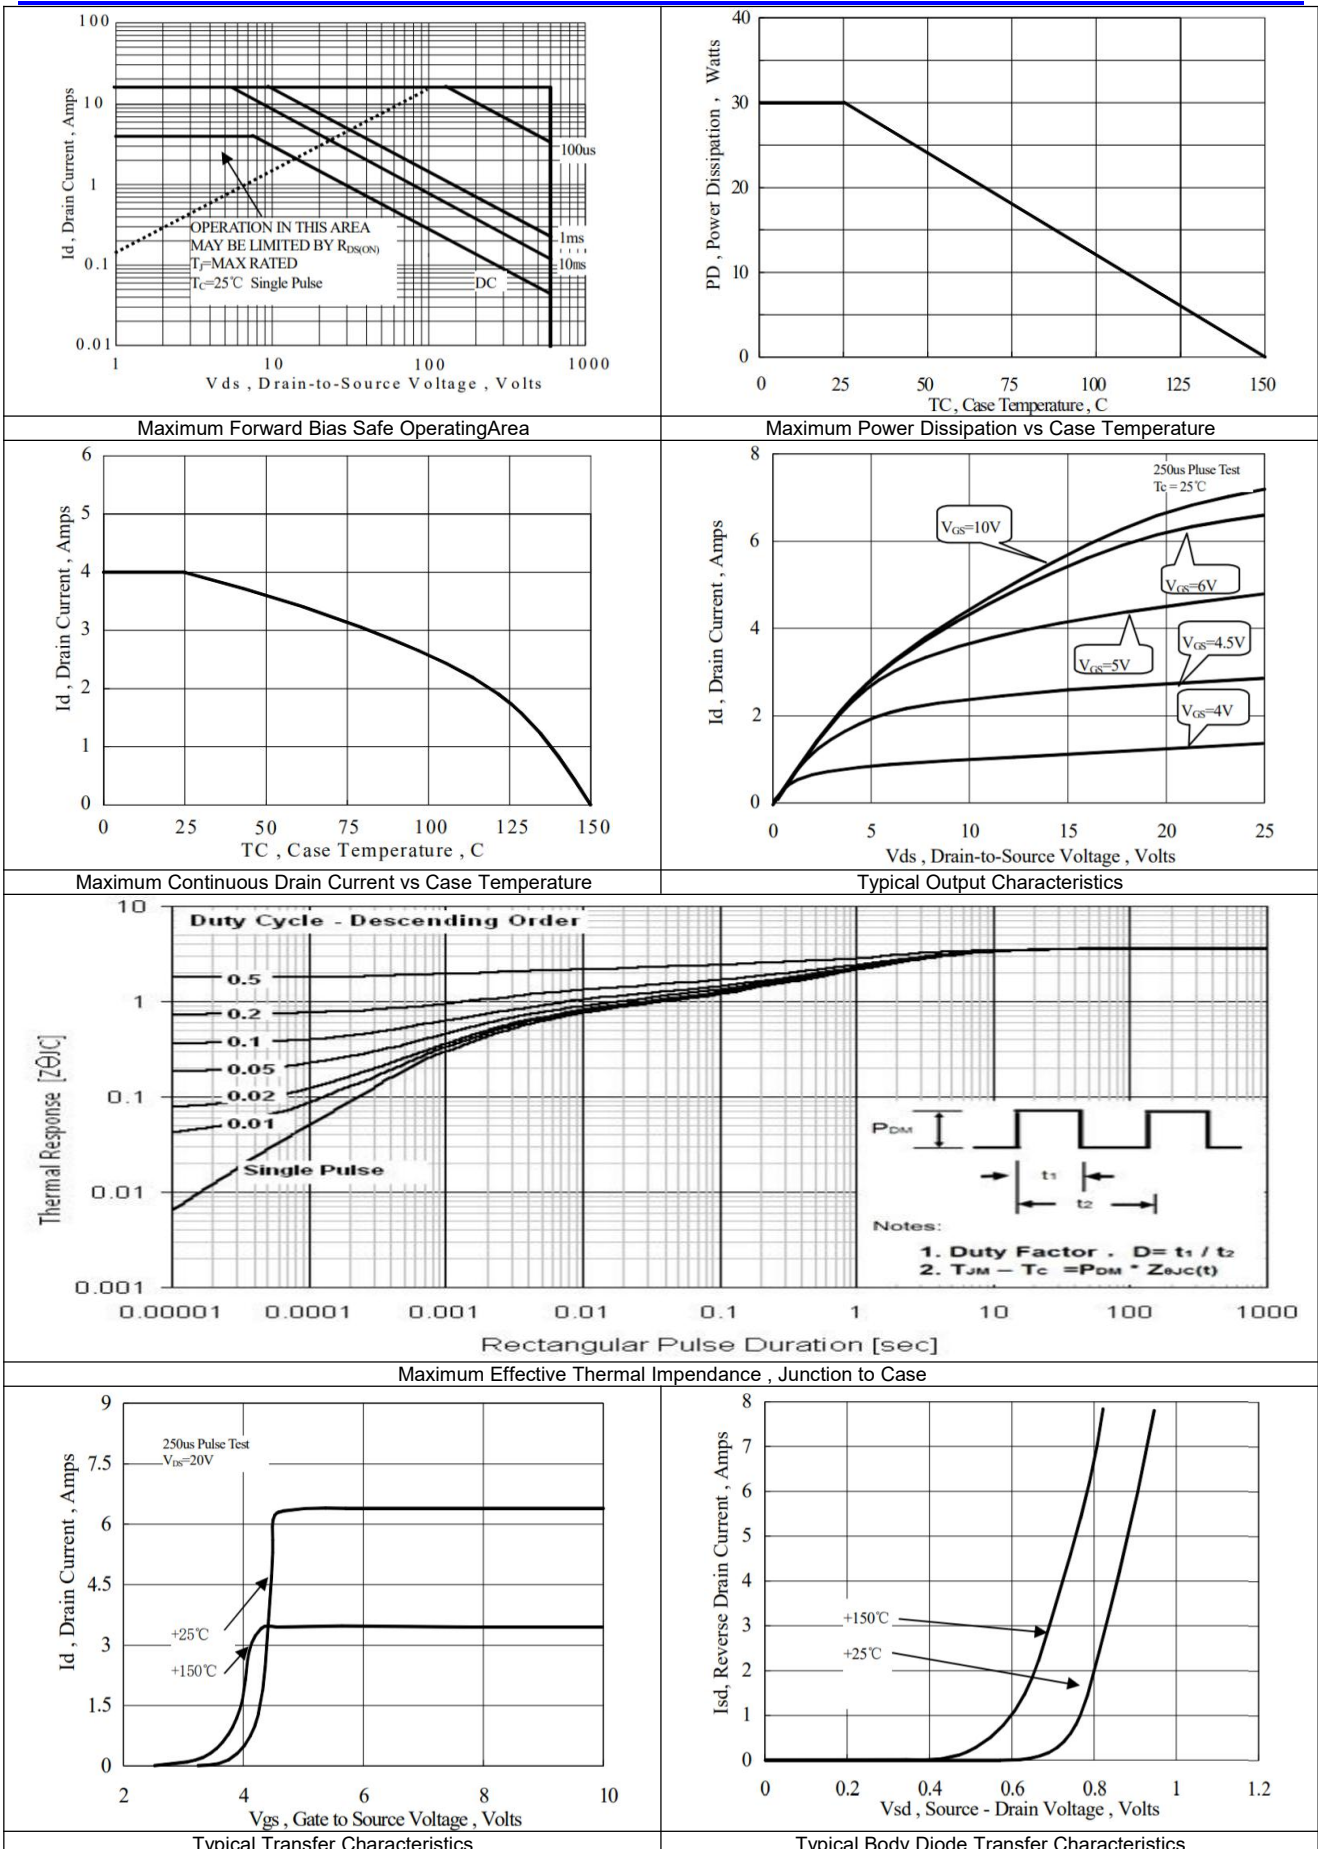 100
10
1
0.1
0.01
Id , Drain Current , Amps
100us
1ms
10ms
DC
OPERATION IN THIS AREA
MAY BE LIMITED BY RDS(ON)
TJ=MAX RATED
TC=25℃ Single Pulse
1 10 100 1000
Vds , Drain-to-Source Voltage , Volts
Maximum Forward Bias Safe OperatingArea
40
30
20
10
0
PD , Power Dissipation , Watts
0 25 50 75 100 125 150
TC , Case Temperature , C
Maximum Power Dissipation vs Case Temperature
6
5
4
3
2
1
0
Id , Drain Current , Amps
0 25 50 75 100 125 150
TC , Case Temperature , C
Maximum Continuous Drain Current vs Case Temperature
8
6
4
2
0
Id , Drain Current , Amps
250us Pluse Test
Tc = 25℃
VGS=10V
VGS=6V
VGS=5V
VGS=4.5V
VGS=4V
0 5 10 15 20 25
Vds , Drain-to-Source Voltage , Volts
Typical Output Characteristics
10
1
0.1
0.01
0.001
Thermal Response [ZΘJC]
Duty Cycle - Descending Order
0.5
0.2
0.1
0.05
0.02
0.01
Single Pulse
PDM
t1
t2
Notes:
1. Duty Factor . D= t1 / t2
2. TJM – TC =PDM * ZθJC(t)
0.00001 0.0001 0.001 0.01 0.1 1 10 100 1000
Rectangular Pulse Duration [sec]
Maximum Effective Thermal Impendance , Junction to Case
9
7.5
6
4.5
3
1.5
0
Id , Drain Current , Amps
250us Pulse Test
VDS=20V
+25℃
+150℃
2 4 6 8 10
Vgs , Gate to Source Voltage , Volts
Typical Transfer Characteristics
8
7
6
5
4
3
2
1
0
Isd, Reverse Drain Current , Amps
+150℃
+25℃
0 0.2 0.4 0.6 0.8 1 1.2
Vsd , Source - Drain Voltage , Volts
Typical Body Diode Transfer Characteristics